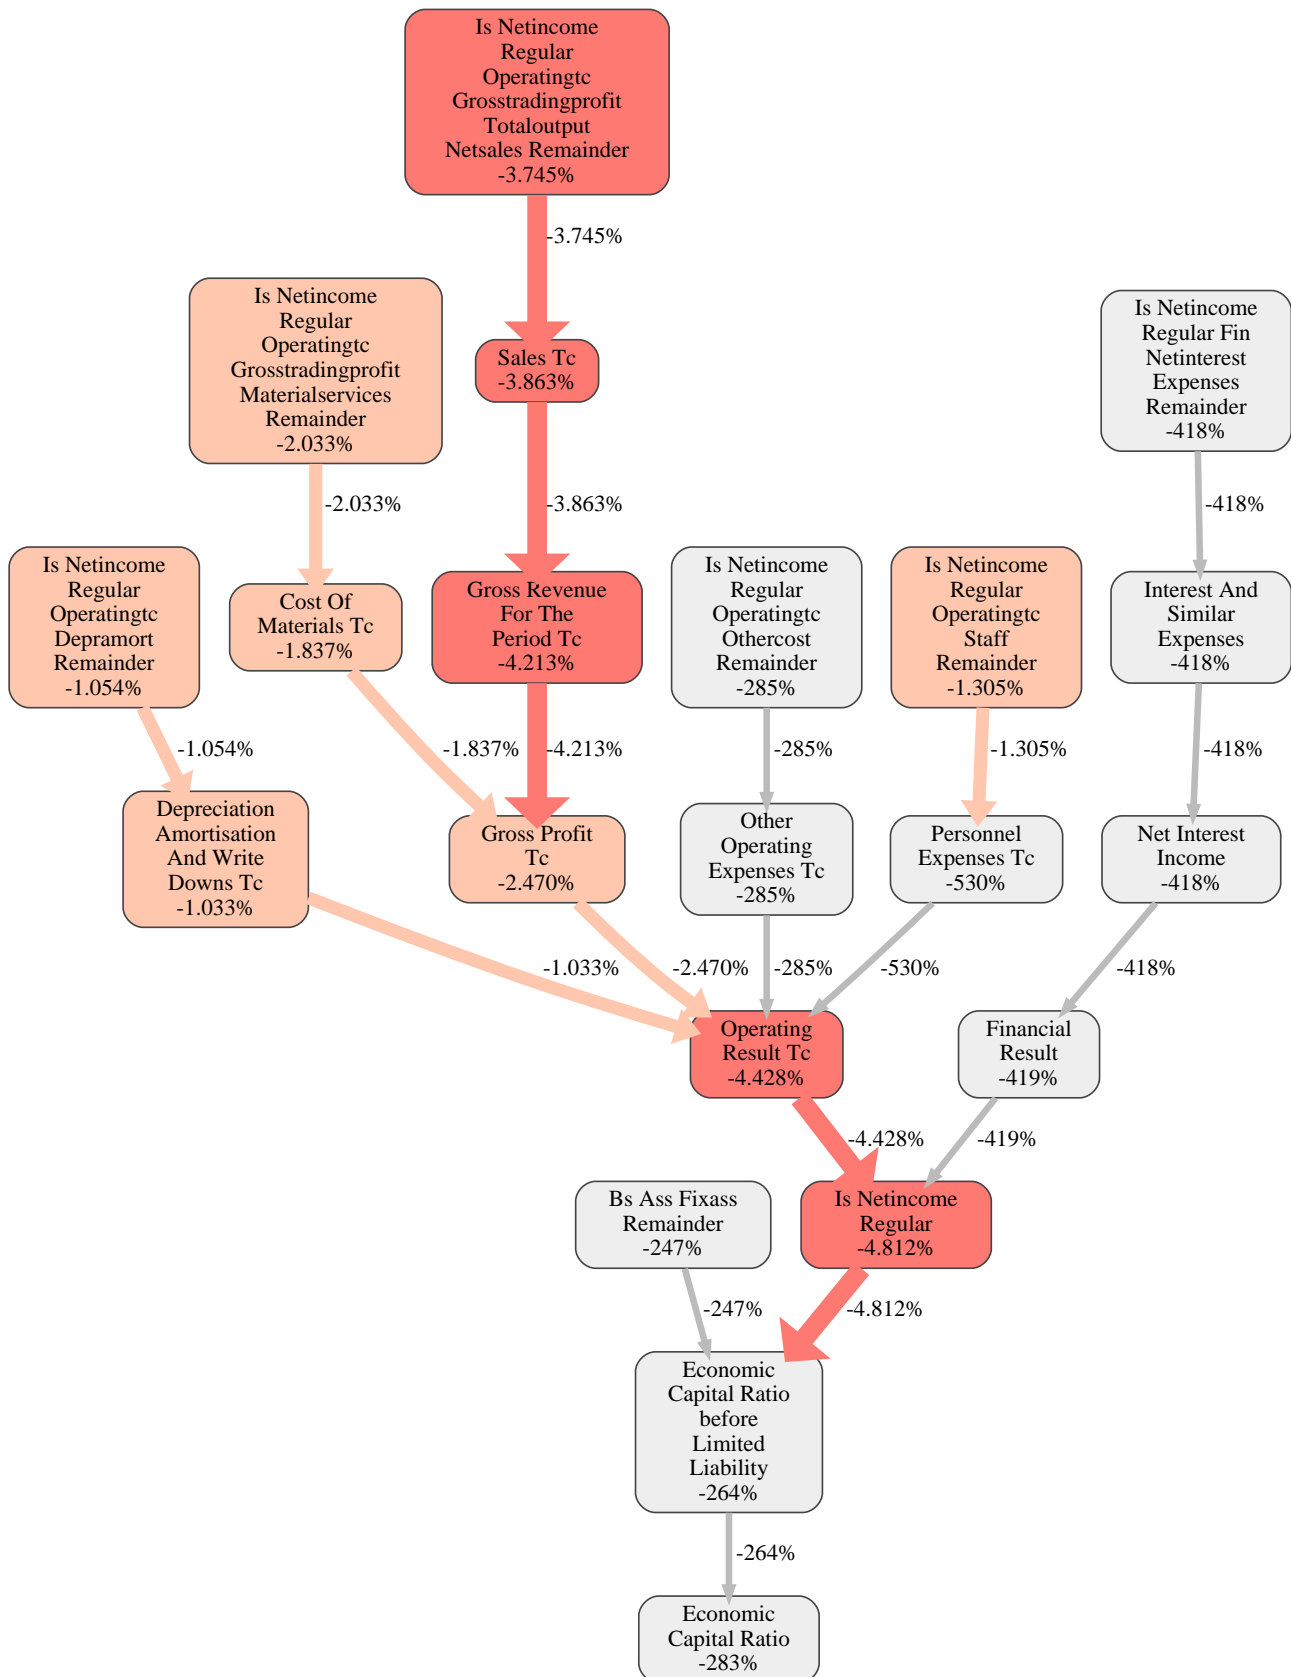 Is Netincome
Regular
Operatingtc
Grosstradingprofit
Totaloutput
Netsales Remainder
-3.745%
-3.745%
Is Netincome
Regular
Operatingtc
Grosstradingprofit
Materialservices
Remainder
-2.033%
Sales Tc
-3.863%
Is Netincome
Regular Fin
Netinterest
Expenses
Remainder
-418%
-2.033%
-3.863%
-418%
Is Netincome
Regular
Operatingtc
Depramort
Remainder
-1.054%
Cost Of
Materials Tc
-1.837%
Gross Revenue
For The
Period Tc
-4.213%
Is Netincome
Regular
Operatingtc
Othercost
Remainder
-285%
Is Netincome
Regular
Operatingtc
Staff
Remainder
-1.305%
Interest And
Similar
Expenses
-418%
-1.054%
-1.837%
-4.213%
-285%
-1.305%
-418%
Depreciation
Amortisation
And Write
Downs Tc
-1.033%
Gross Profit
Tc
-2.470%
Other
Operating
Expenses Tc
-285%
Personnel
Expenses Tc
-530%
Net Interest
Income
-418%
-1.033%
-2.470%
-285%
-530%
-418%
Operating
Result Tc
-4.428%
Financial
Result
-419%
-4.428%
-419%
Bs Ass Fixass
Remainder
-247%
Is Netincome
Regular
-4.812%
-247%
-4.812%
Economic
Capital Ratio
before
Limited
Liability
-264%
-264%
Economic
Capital Ratio
-283%